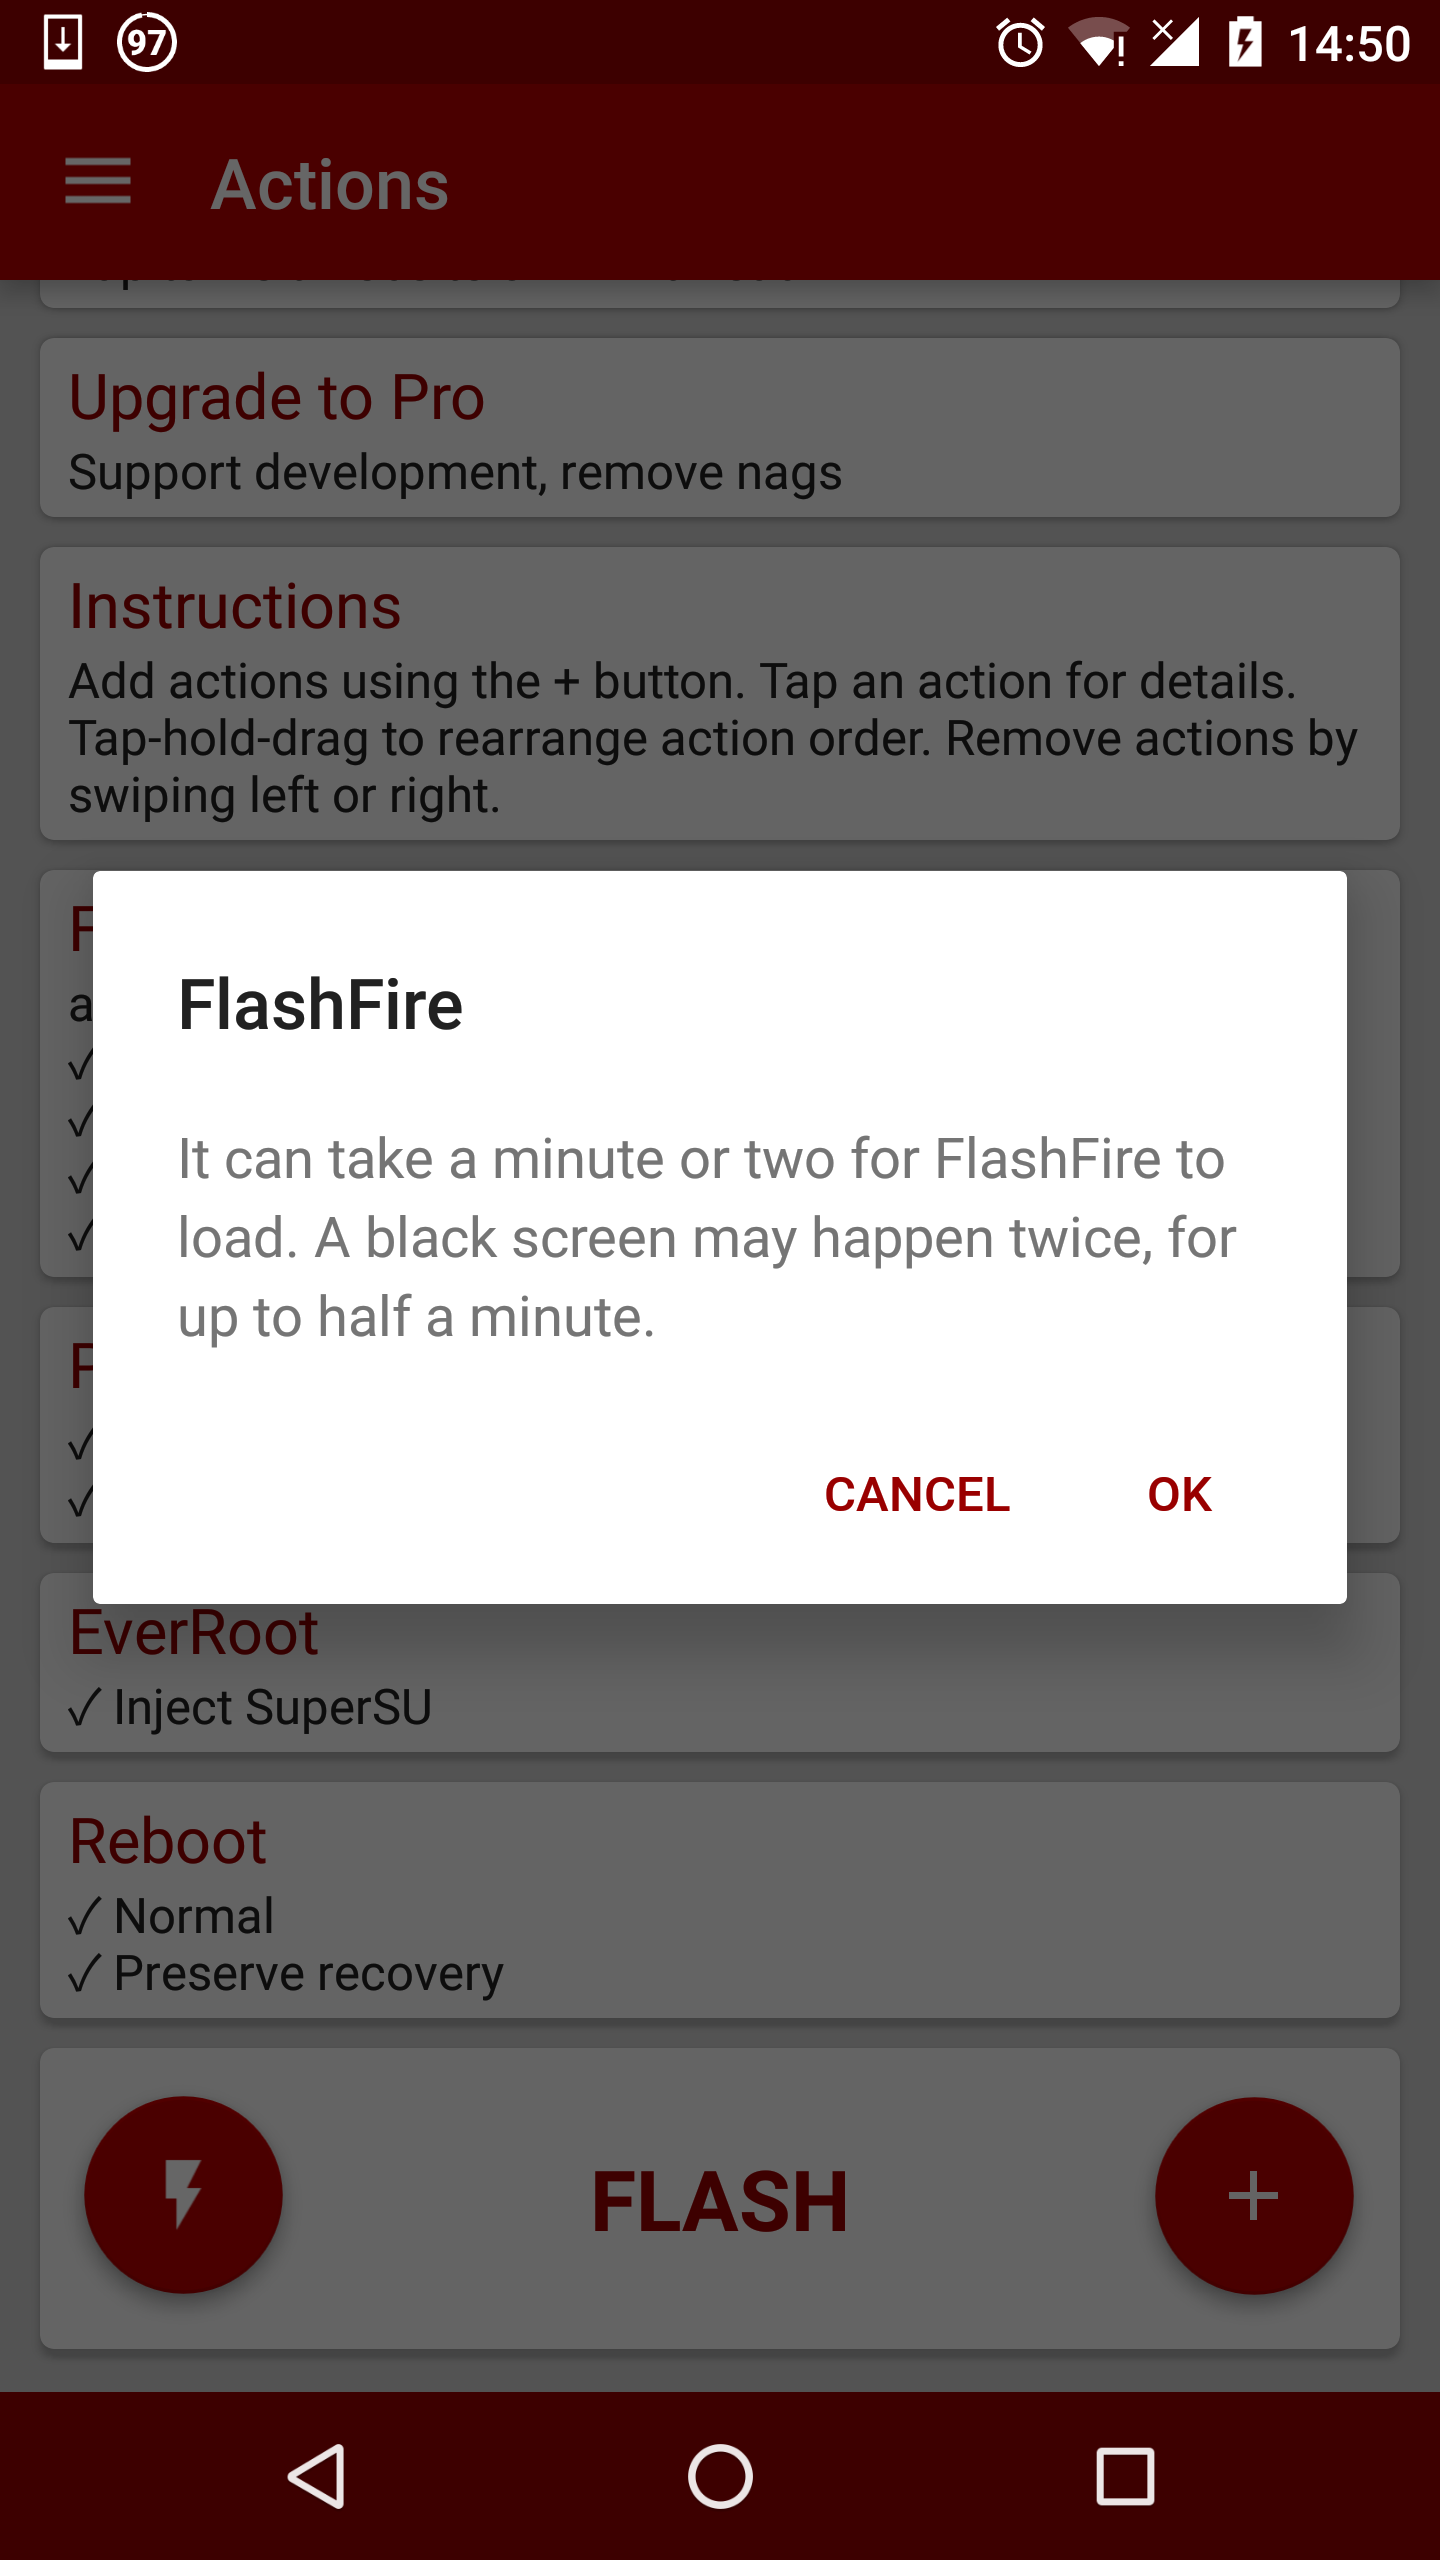 97
14:50
Actions
Upgrade to Pro
Support development, remove nags
Instructions
Add actions using the + button. Tap an action for details.
Tap-hold-drag to rearrange action order. Remove actions by
swiping left or right.
FlashFire
It can take a minute or two for FlashFire to
load. A black screen may happen twice, for
up to half a minute.
CANCEL OK
EverRoot
✓ Inject SuperSU
Reboot
✓ Normal
✓ Preserve recovery
FLASH